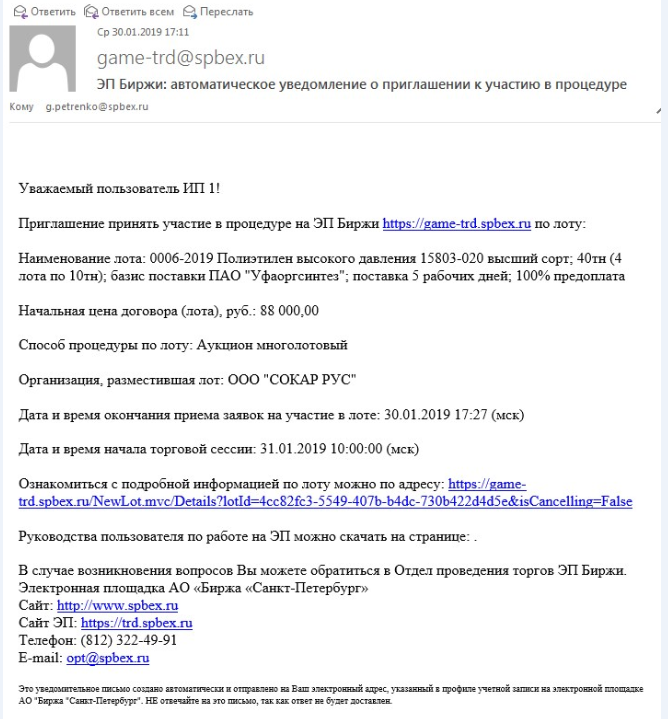 Ответить Ответить всем Переслать
Ср 30.01.2019 17:11
game-trd@spbex.ru
ЭП Биржи: автоматическое уведомление о приглашении к участию в процедуре
Кому g.petrenko@spbex.ru
Уважаемый пользователь ИП 1!
Приглашение принять участие в процедуре на ЭП Биржи https://game-trd.spbex.ru по лоту:
Наименование лота: 0006-2019 Полиэтилен высокого давления 15803-020 высший сорт; 40тн (4
лота по 10тн); базис поставки ПАО "Уфаоргсинтез"; поставка 5 рабочих дней; 100% предоплата
Начальная цена договора (лота), руб.: 88 000,00
Способ процедуры по лоту: Аукцион многолотовый
Организация, разместившая лот: ООО "СОКАР РУС"
Дата и время окончания приема заявок на участие в лоте: 30.01.2019 17:27 (мск)
Дата и время начала торговой сессии: 31.01.2019 10:00:00 (мск)
Ознакомиться с подробной информацией по лоту можно по адресу: https://game-
trd.spbex.ru/NewLot.mvc/Details?lotId=4cc82fc3-5549-407b-b4dc-730b422d4d5e&isCancelling=False
Руководства пользователя по работе на ЭП можно скачать на странице: .
В случае возникновения вопросов Вы можете обратиться в Отдел проведения торгов ЭП Биржи.
Электронная площадка АО «Биржа «Санкт-Петербург»
Сайт: http://www.spbex.ru
Сайт ЭП: https://trd.spbex.ru
Телефон: (812) 322-49-91
E-mail: opt@spbex.ru
Это уведомительное письмо создано автоматически и отправлено на Ваш электронный адрес, указанный в профиле учетной записи на электронной площадке
АО "Биржа "Санкт-Петербург". НЕ отвечайте на это письмо, так как ответ не будет доставлен.